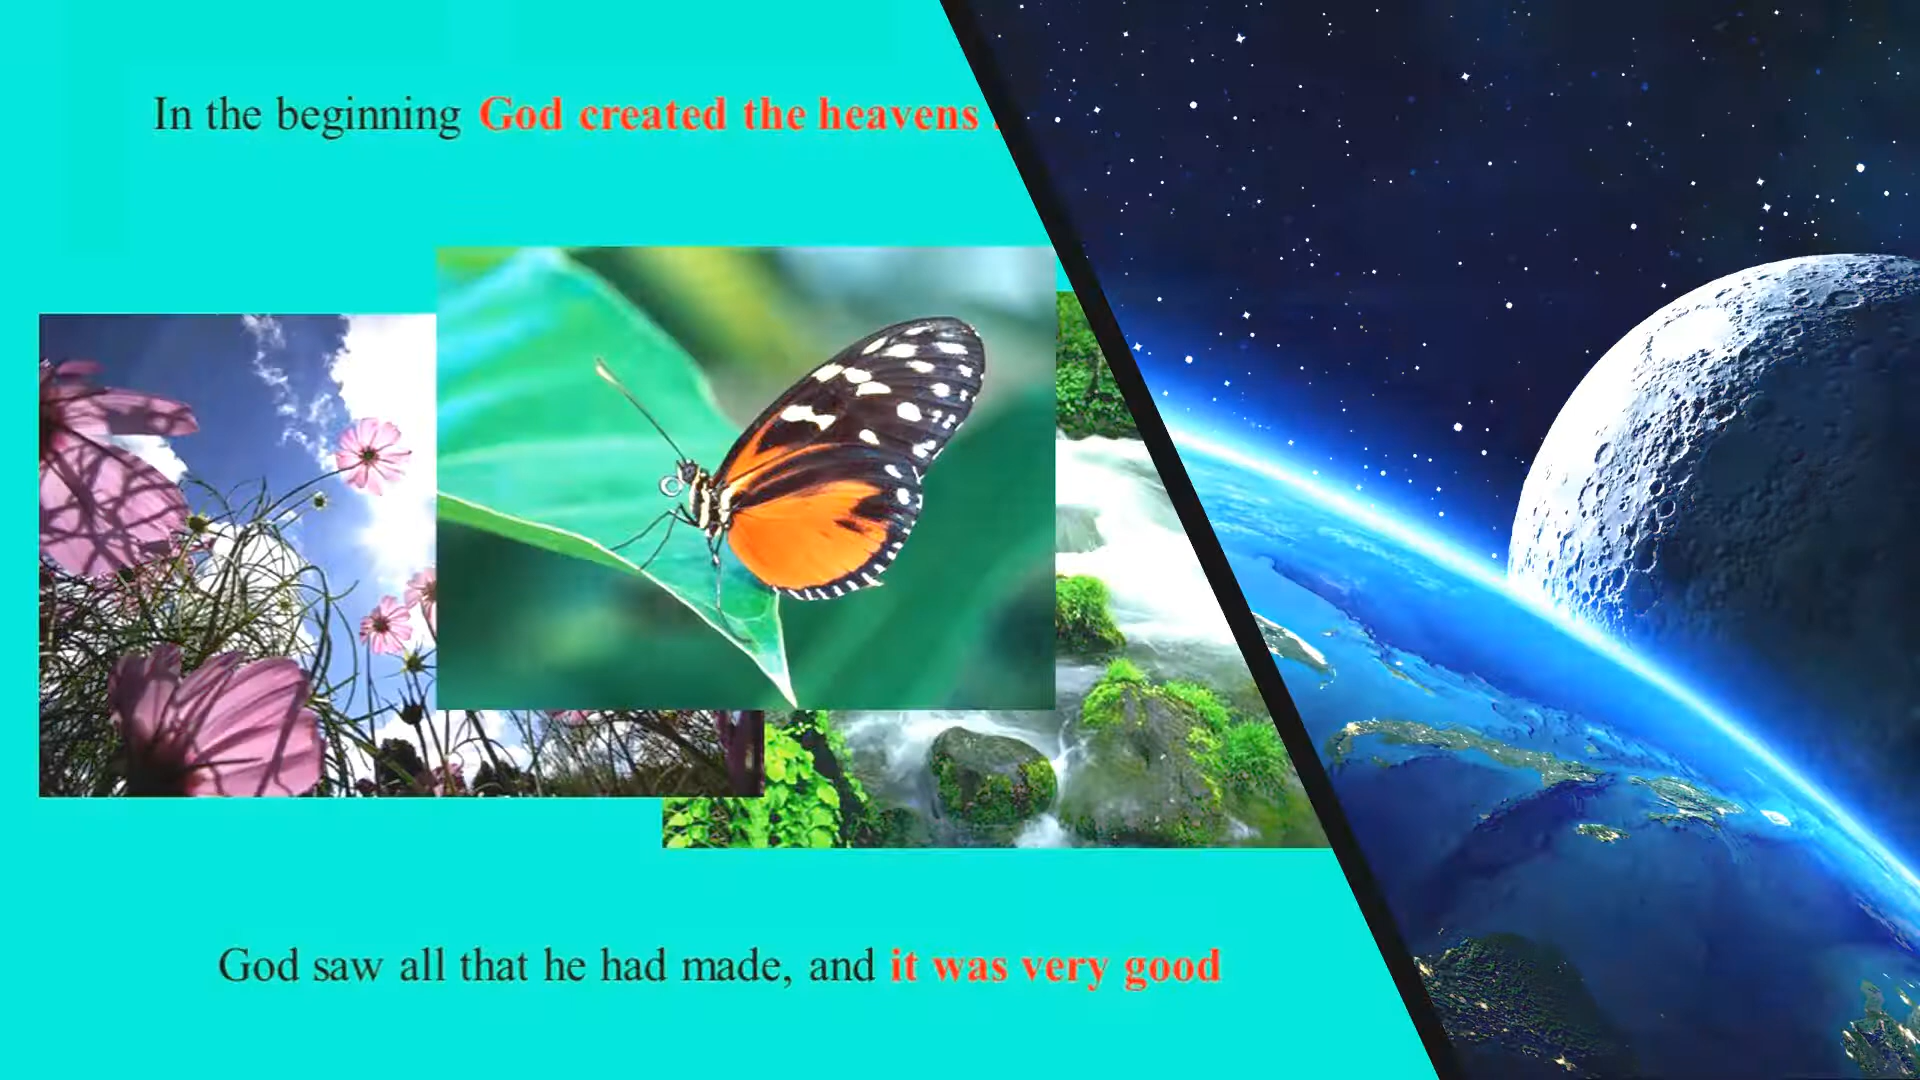 In the beginning God created the heavens
God saw all that he had made, and it was very good